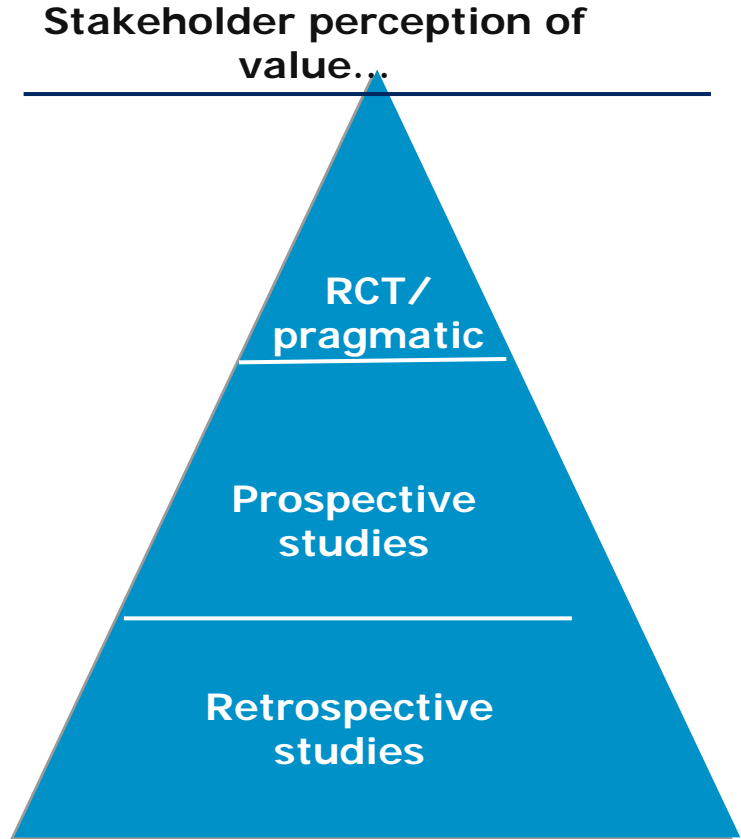 Stakeholder perception of
value...
RCT/
pragmatic
Prospective
studies
Retrospective
studies